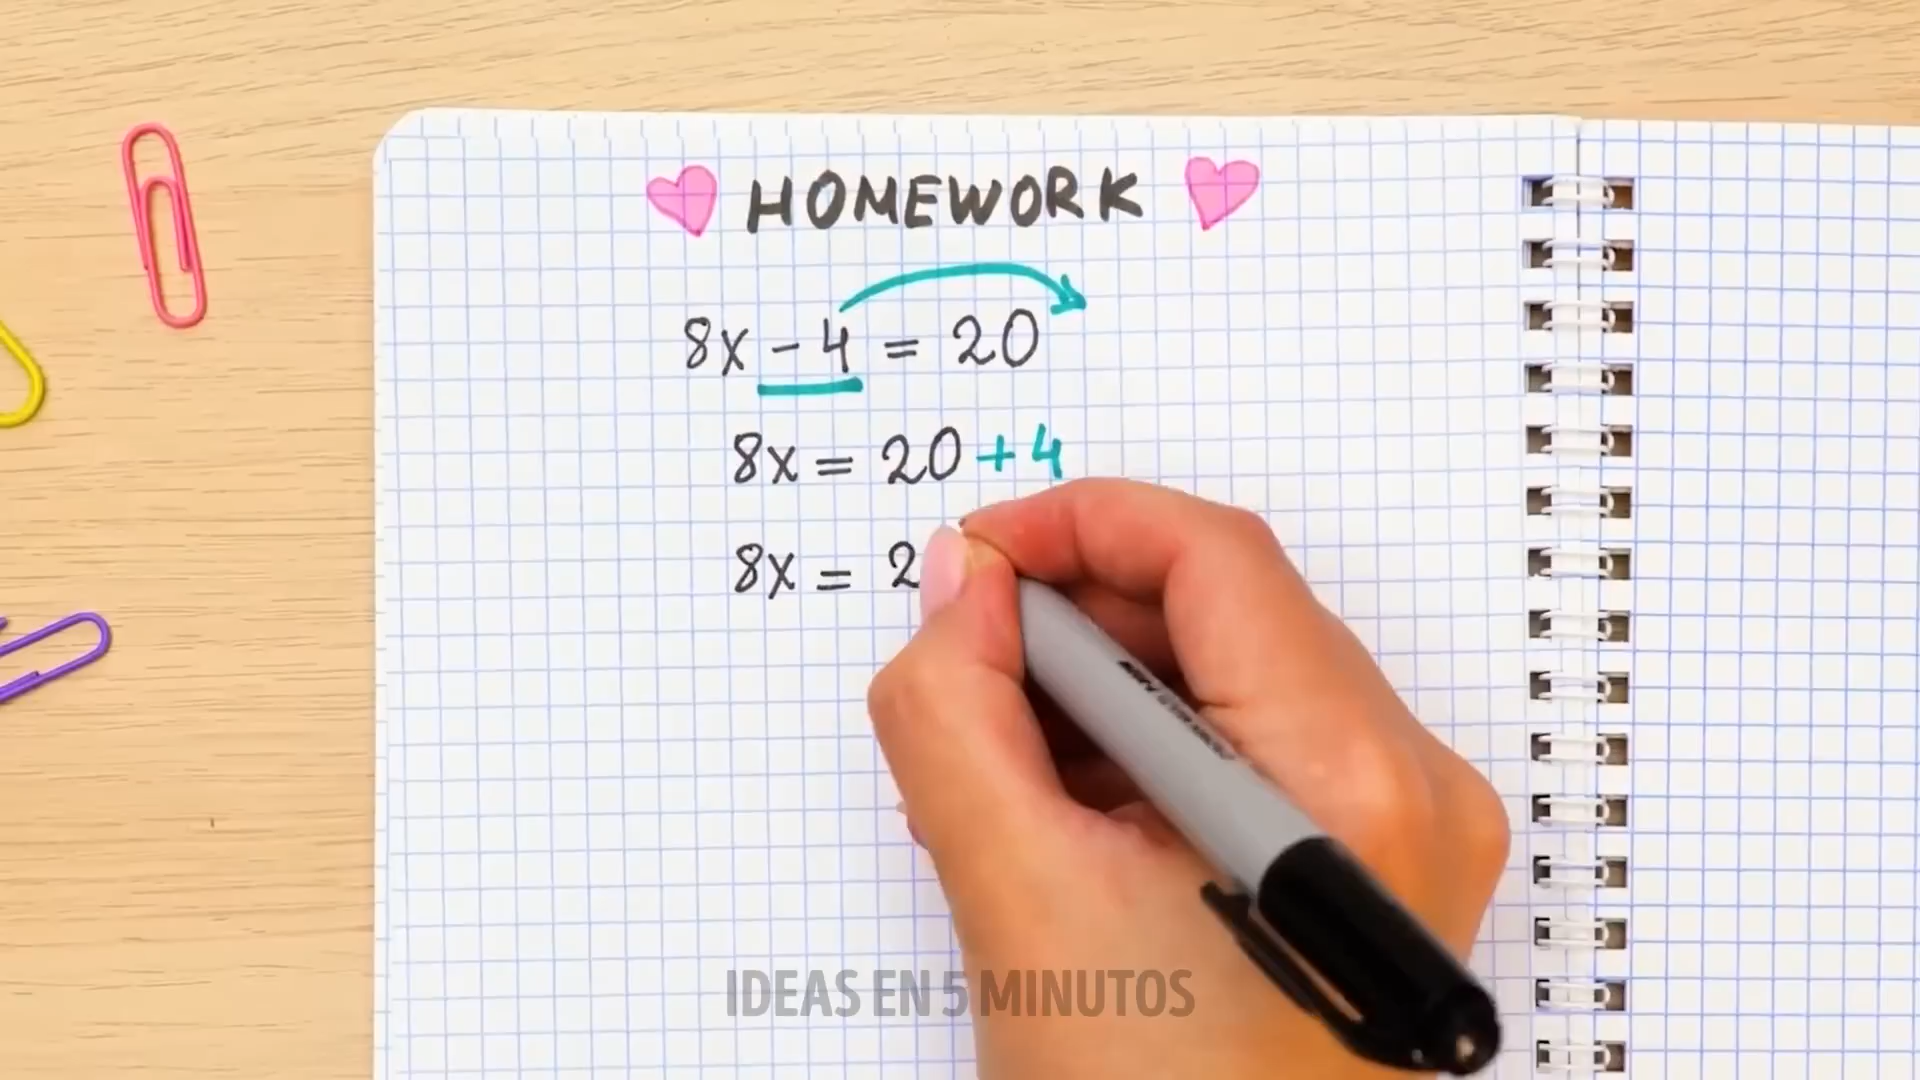 HOMEWORK
8x - 4 = 20
8x = 20 + 4
8x = 2
IDEAS EN 5 MINUTOS